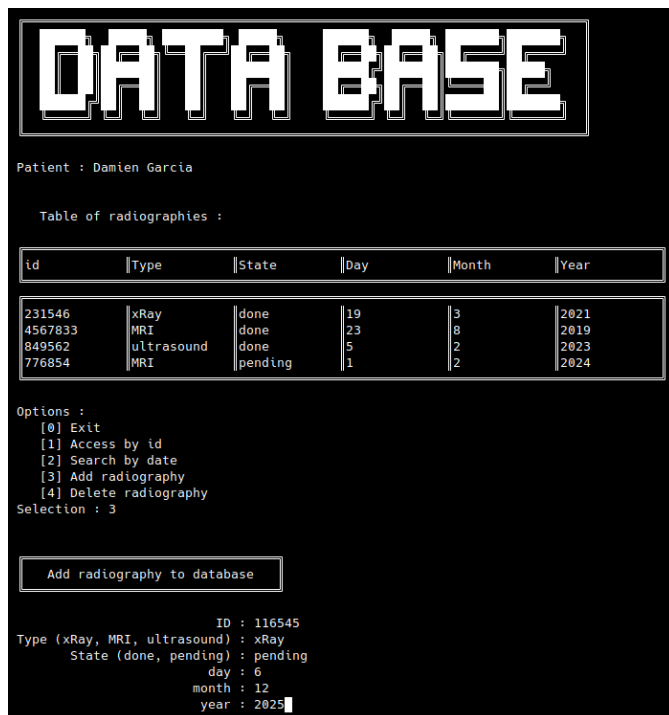 DATA BASE
Patient : Damien Garcia
Table of radiographies :
id Type State Day Month Year
231546 xRay done 19 3 2021
4567833 MRI done 23 8 2019
849562 ultrasound done 5 2 2023
776854 MRI pending 1 2 2024
Options :
[0] Exit
[1] Access by id
[2] Search by date
[3] Add radiography
[4] Delete radiography
Selection : 3
Add radiography to database
ID : 116545
Type (xRay, MRI, ultrasound) : xRay
State (done, pending) : pending
day : 6
month : 12
year : 2025